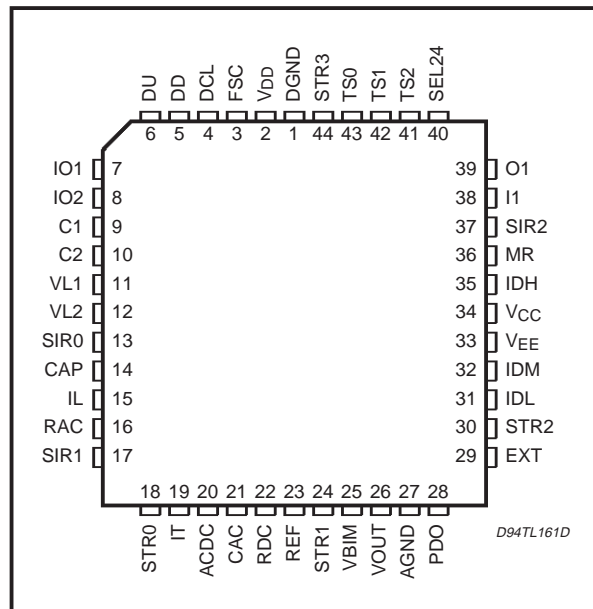 DU DD DCL FSC VDD DGND STR3 TS0 TS1 TS2 SEL24
6 5 4 3 2 1 44 43 42 41 40
IO1 7 39 O1
IO2 8 38 I1
C1 9 37 SIR2
C2 10 36 MR
VL1 11 35 IDH
VL2 12 34 VCC
SIR0 13 33 VEE
CAP 14 32 IDM
IL 15 31 IDL
RAC 16 30 STR2
SIR1 17 29 EXT
18 19 20 21 22 23 24 25 26 27 28
STR0 IT ACDC CAC RDC REF STR1 VBIM VOUT AGND PDO
D94TL161D